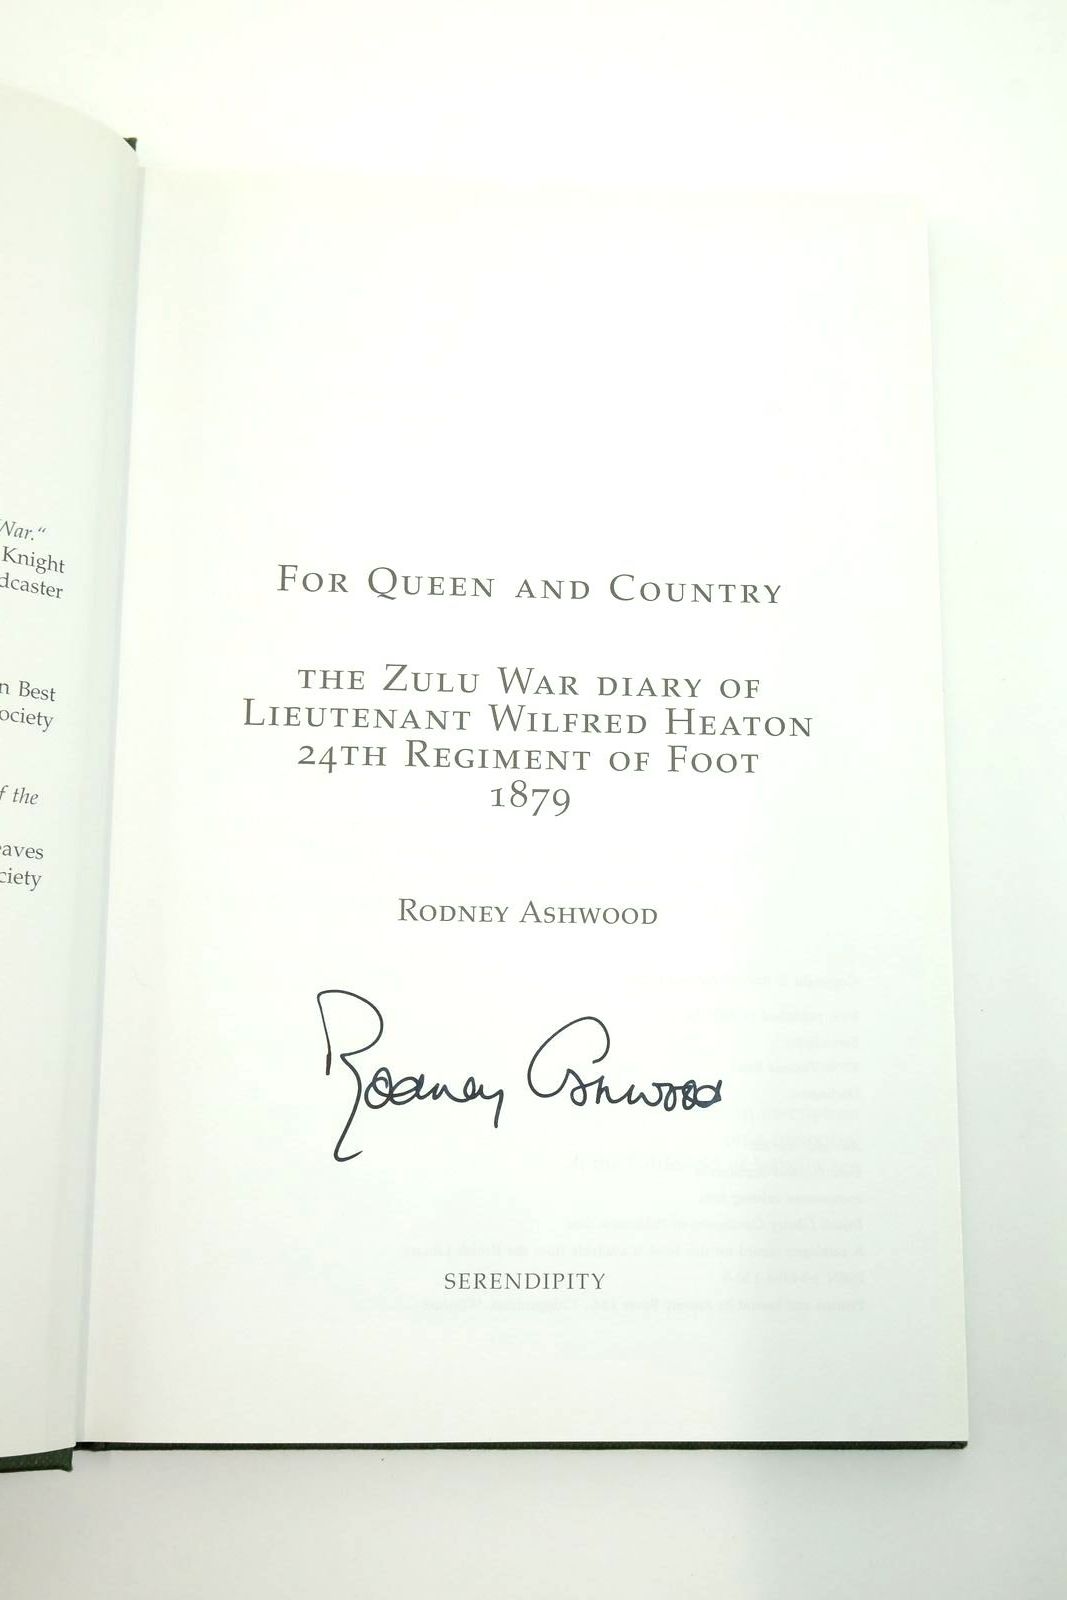 War."
Knight
dcaster
n Best
ociety
f the
eaves
ciety
For Queen and Country
the Zulu War diary of
Lieutenant Wilfred Heaton
24th Regiment of Foot
1879
Rodney Ashwood
Rodney Ashwood
SERENDIPITY